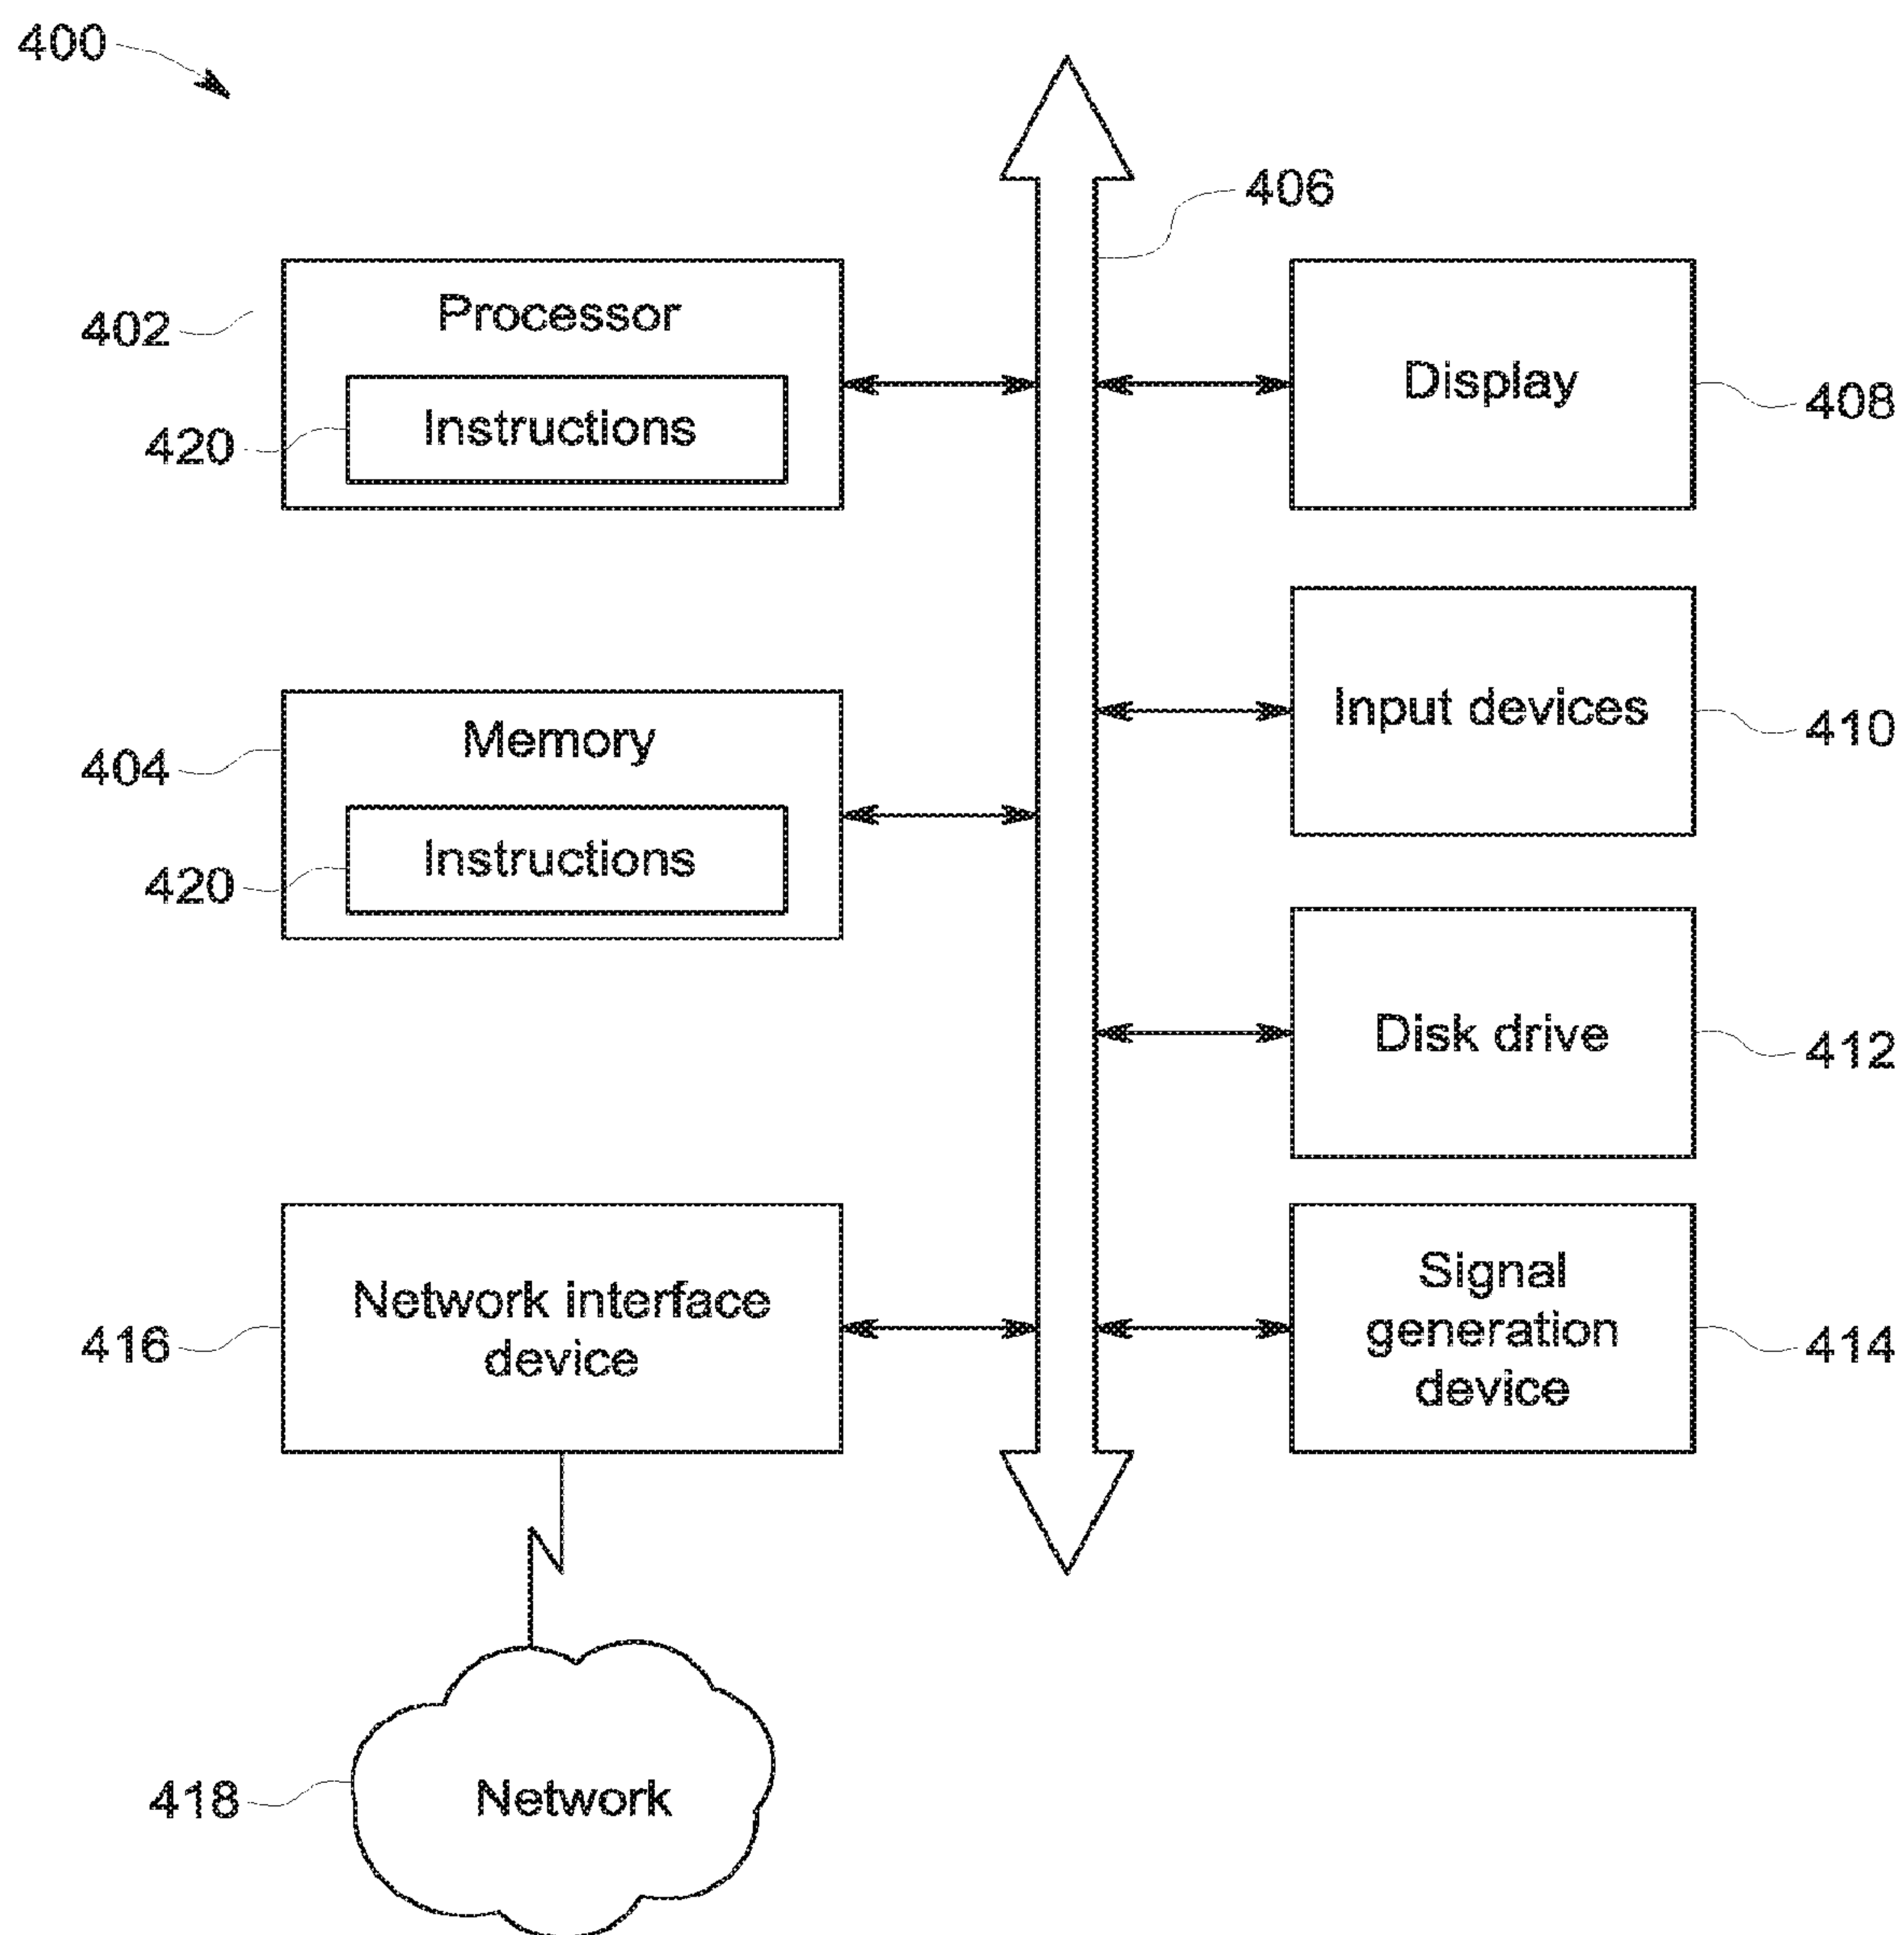 400
406
402
Processor
420
Instructions
Display
408
404
Memory
420
Instructions
Input devices
410
Disk drive
412
416
Network interface
device
Signal
generation
device
414
418
Network